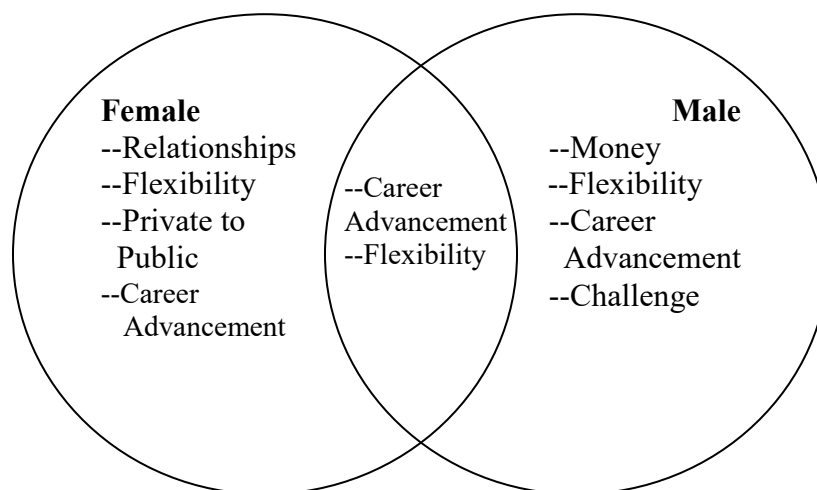 Female
--Relationships
--Flexibility
--Private to
Public
--Career
Advancement
--Career
Advancement
--Flexibility
Male
--Money
--Flexibility
--Career
Advancement
--Challenge